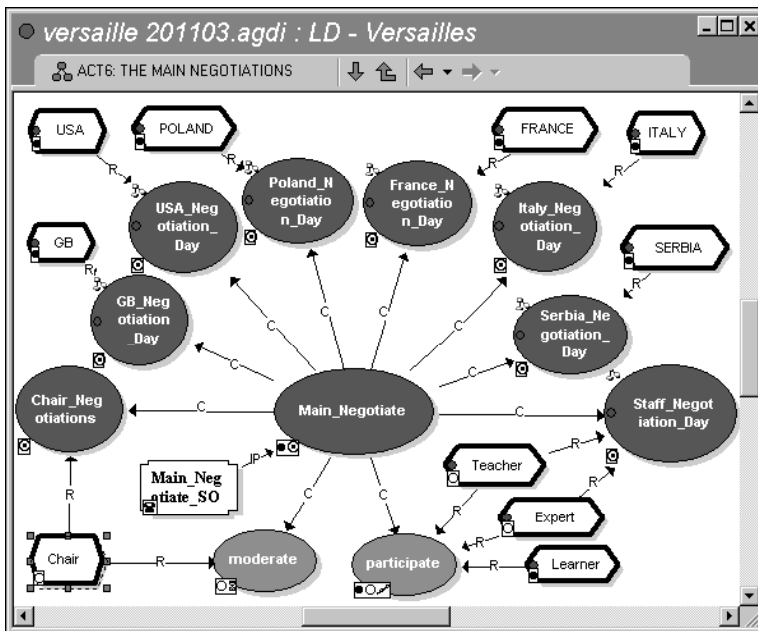 versaille 201103.agdi : LD - Versailles
ACT6: THE MAIN NEGOTIATIONS
USA
POLAND
FRANCE
ITALY
R
R
R
R
Poland_N
egotiatio
n_Day
France_N
egotiatio
n_Day
USA_Neg
otiation_
Day
Italy_Neg
otiation_
Day
GB
SERBIA
R
R
GB_Neg
otiation
_Day
Serbia_Ne
gotiation_
Day
C
C
C
C
C
C
Chair_Neg
otiations
C
Main_Negotiate
C
Staff_Negot
iation_Day
Main_Neg
otiate_SO
IP
Teacher
R
R
Expert
R
R
R
C
C
Chair
R
moderate
participate
R
Learner